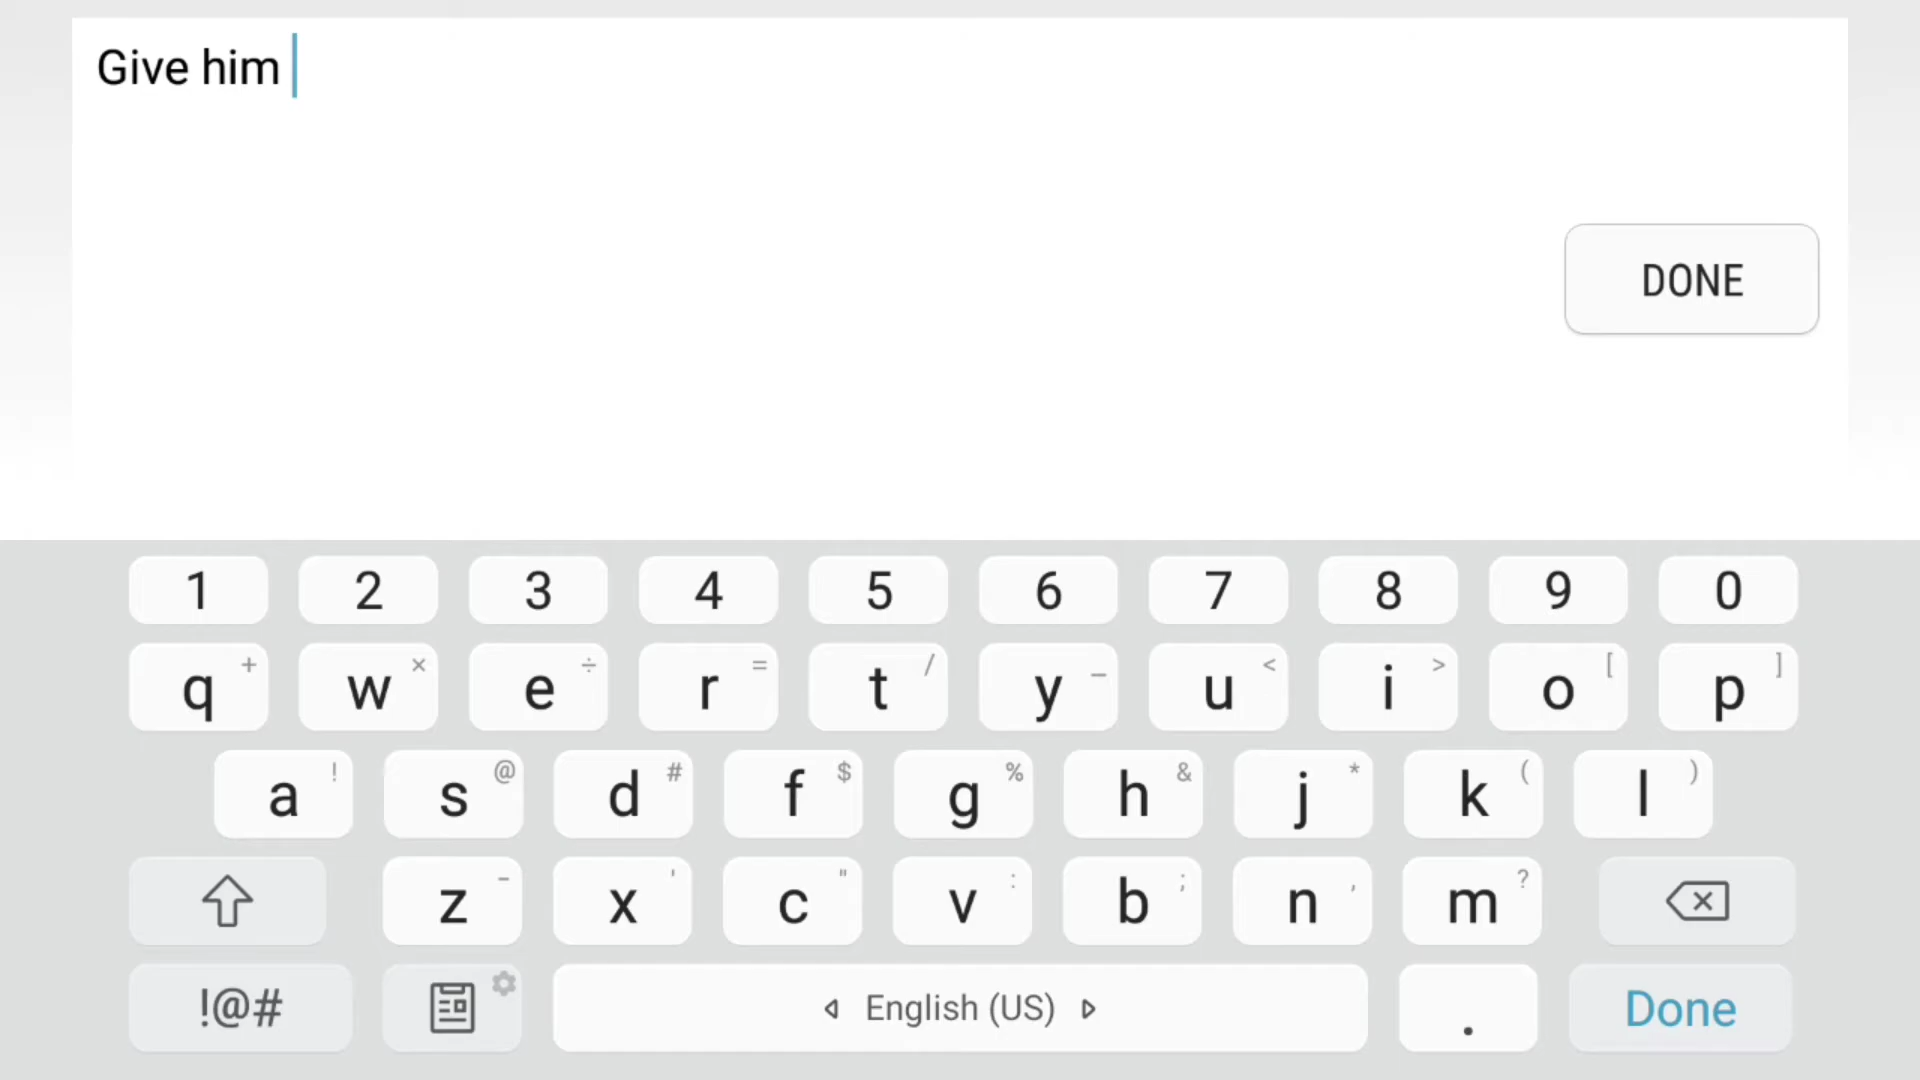 Give him
DONE
1 2 3 4 5 6 7 8 9 0
q + w × e ÷ r = t / y _ u < i > o [ p ]
a ! s @ d # f $ g % h & j * k ( l )
z - x ' c " v : b ; n , m ?
!@# English (US) . Done